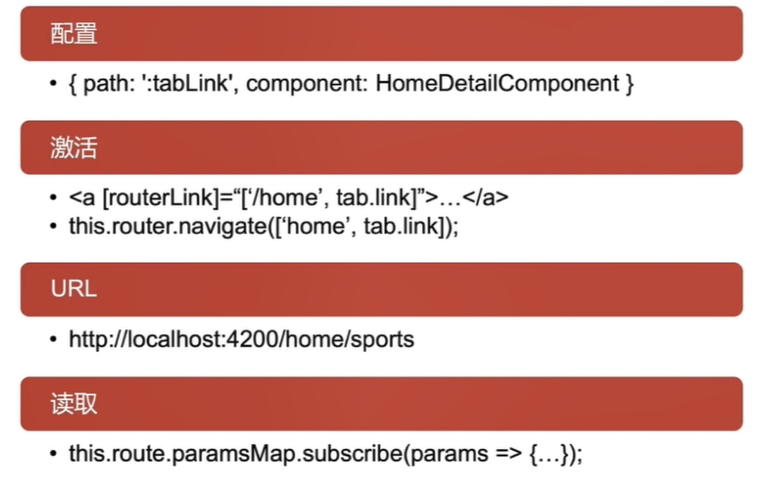 配置
• { path: ':tabLink', component: HomeDetailComponent }
激活
• <a [routerLink]=“[‘/home’, tab.link]”>…</a>
• this.router.navigate([‘home’, tab.link]);
URL
• http://localhost:4200/home/sports
读取
• this.route.paramsMap.subscribe(params => {…});